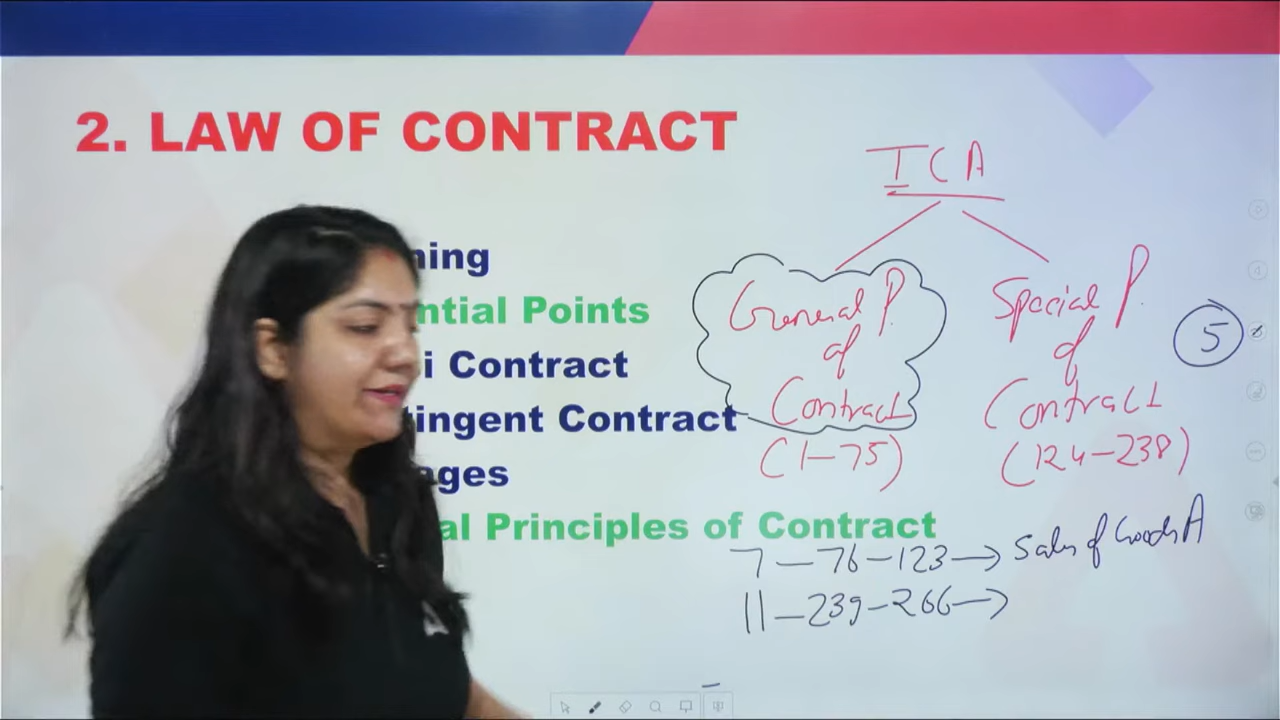 2. LAW OF CONTRACT
ning
ntial Points
i Contract
tingent Contract
ages
al Principles of Contract
ICA
General P.
of
Contract
(1-75)
Special P.
of
Contract
(124-238)
5
7-76-123→ Sales of Goods A
11-239-266→